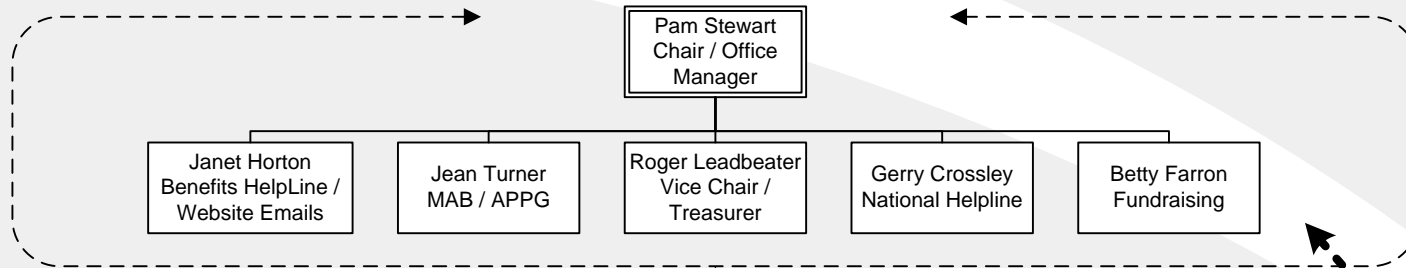 Pam Stewart
Chair / Office
Manager
Janet Horton
Benefits HelpLine /
Website Emails
Jean Turner
MAB / APPG
Roger Leadbeater
Vice Chair /
Treasurer
Gerry Crossley
National Helpline
Betty Farron
Fundraising